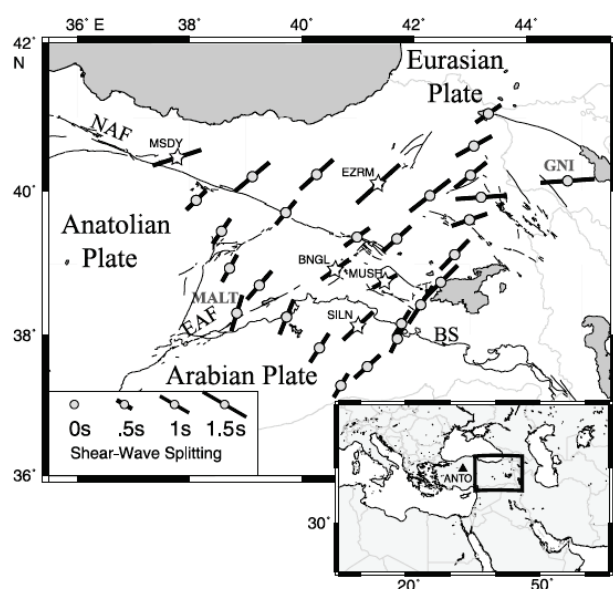 36˚ E
38˚
40˚
42˚
44˚
42˚
N
Eurasian
Plate
NAF
MSDY
EZRM
GNI
40˚
Anatolian
Plate
BNGL
MUSH
MALT
SILN
EAF
BS
38˚
Arabian Plate
0s
.5s
1s
1.5s
Shear-Wave Splitting
36˚
ANTO
30˚
20˚
50˚